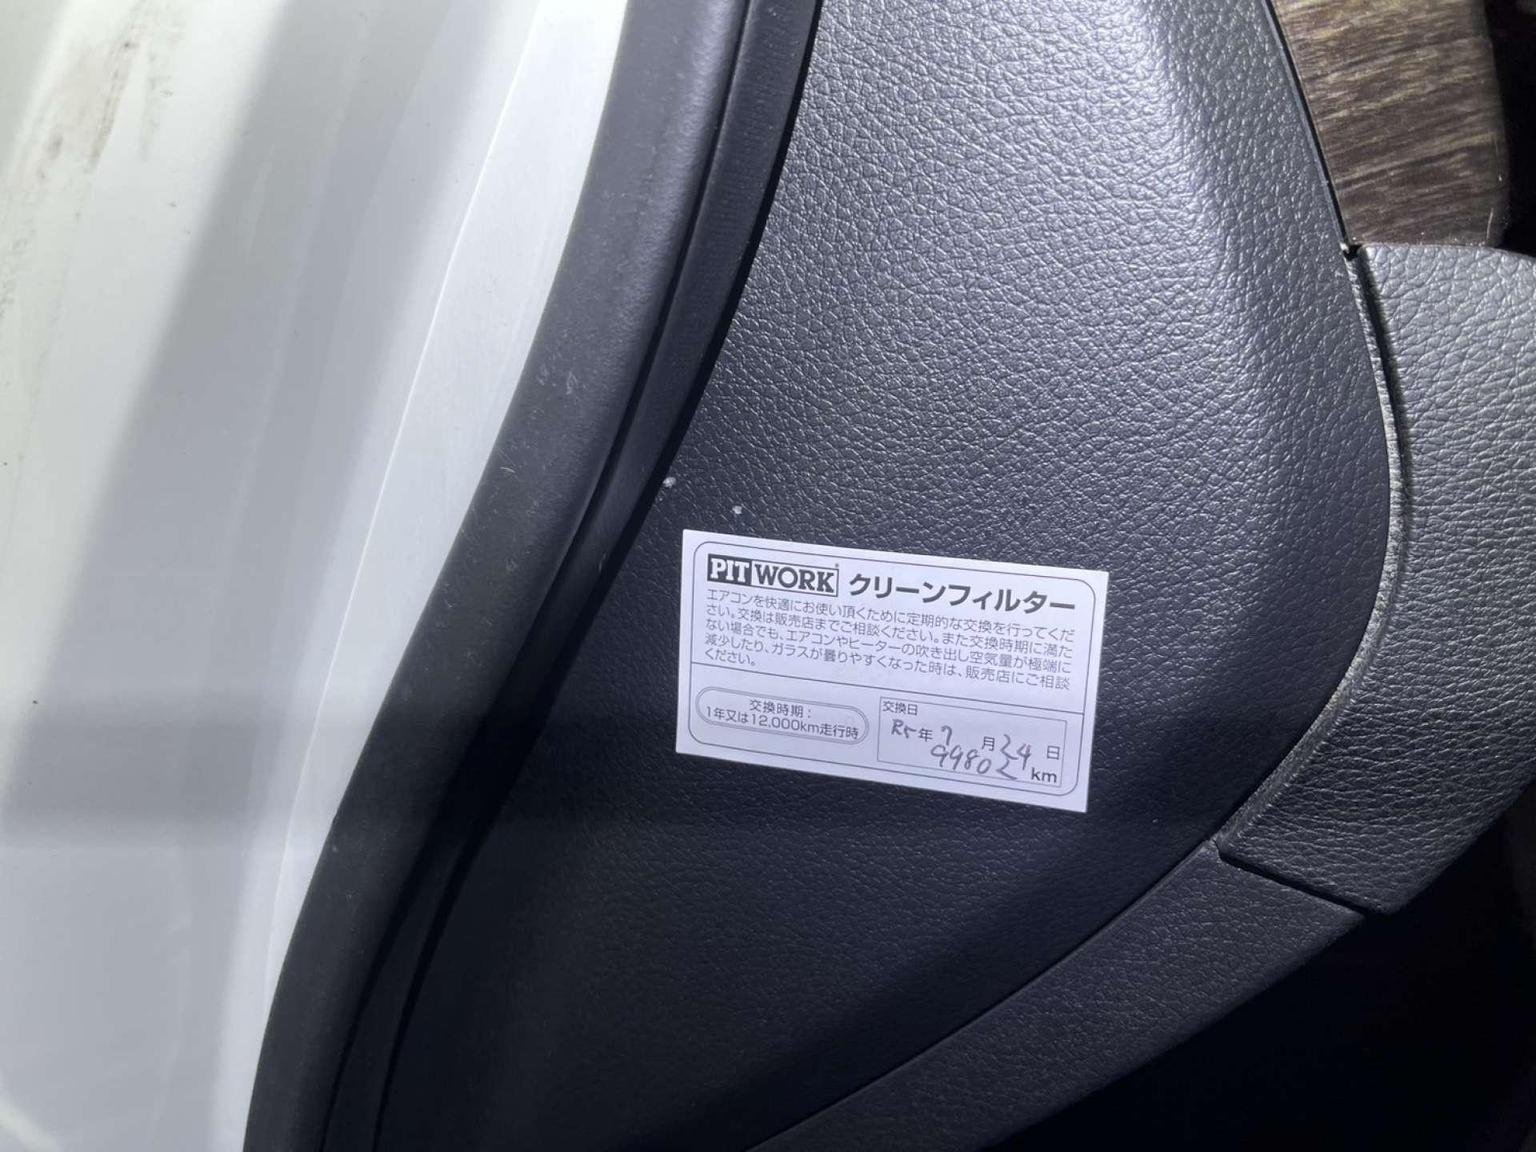 PIT WORK クリーンフィルター
エアコンを快適にお使い頂くために定期的な交換を行ってくだ
さい。交換は販売店までご相談ください。また交換時期に満た
ない場合でも、エアコンやヒーターの吹き出し空気量が極端に
減少したり、ガラスが曇りやすくなった時は、販売店にご相談
ください。
交換時期：
1年又は12,000km走行時
交換日
R5年 7月24日
99802 km